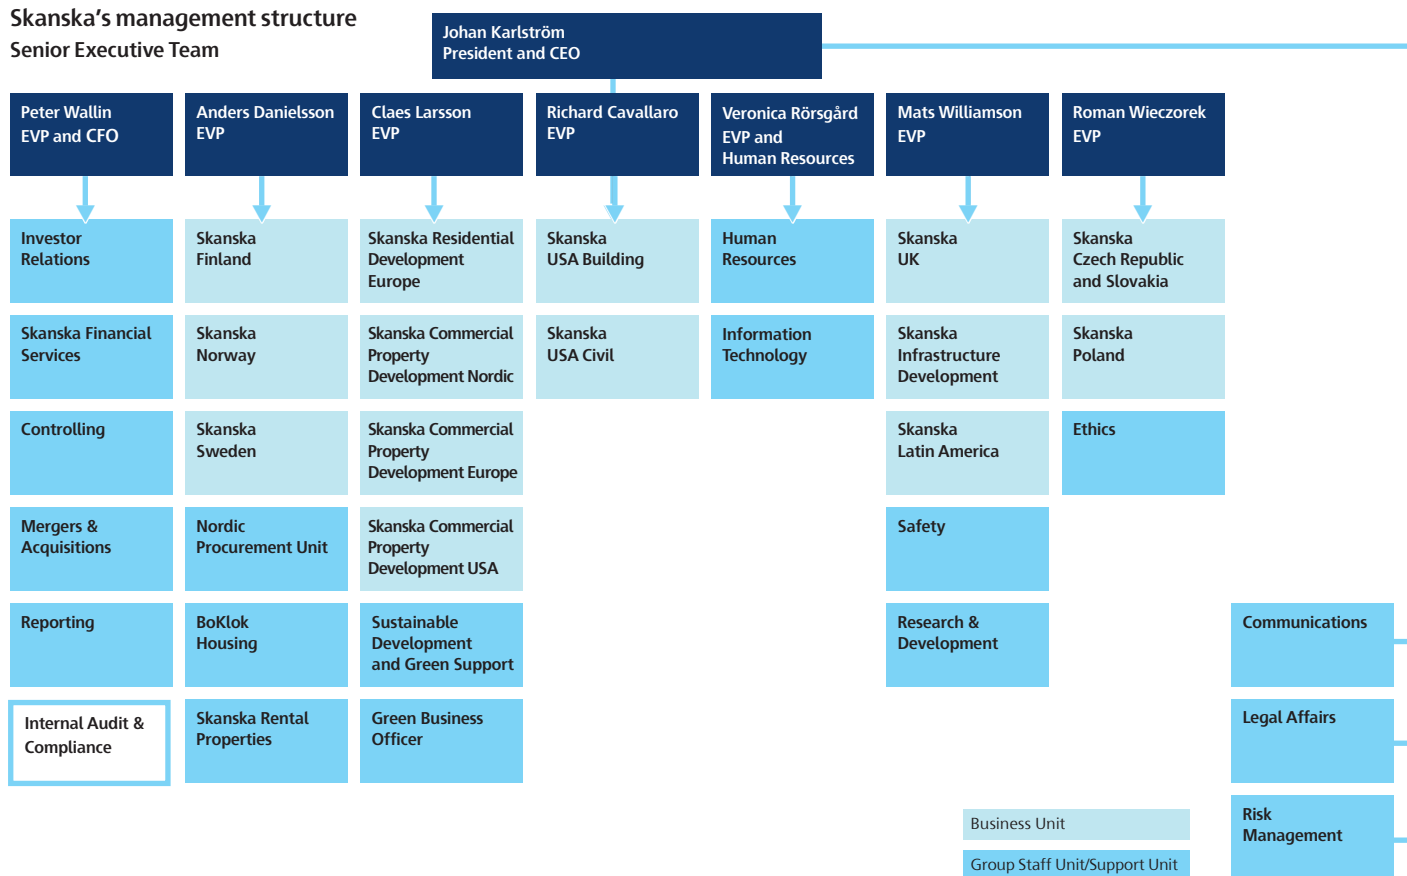 Skanska's management structure
Senior Executive Team
Johan Karlström
President and CEO
Peter Wallin
EVP and CFO
Anders Danielsson
EVP
Claes Larsson
EVP
Richard Cavallaro
EVP
Veronica Rörsgård
EVP and
Human Resources
Mats Williamson
EVP
Roman Wieczorek
EVP
Investor
Relations
Skanska Financial
Services
Controlling
Mergers &
Acquisitions
Reporting
Internal Audit &
Compliance
Skanska
Finland
Skanska
Norway
Skanska
Sweden
Nordic
Procurement Unit
BoKlok
Housing
Skanska Rental
Properties
Skanska Residential
Development
Europe
Skanska Commercial
Property
Development Nordic
Skanska Commercial
Property
Development Europe
Skanska Commercial
Property
Development USA
Sustainable
Development
and Green Support
Green Business
Officer
Skanska
USA Building
Skanska
USA Civil
Human
Resources
Information
Technology
Skanska
UK
Skanska
Infrastructure
Development
Skanska
Latin America
Safety
Research &
Development
Skanska
Czech Republic
and Slovakia
Skanska
Poland
Ethics
Communications
Legal Affairs
Risk
Management
Business Unit
Group Staff Unit/Support Unit